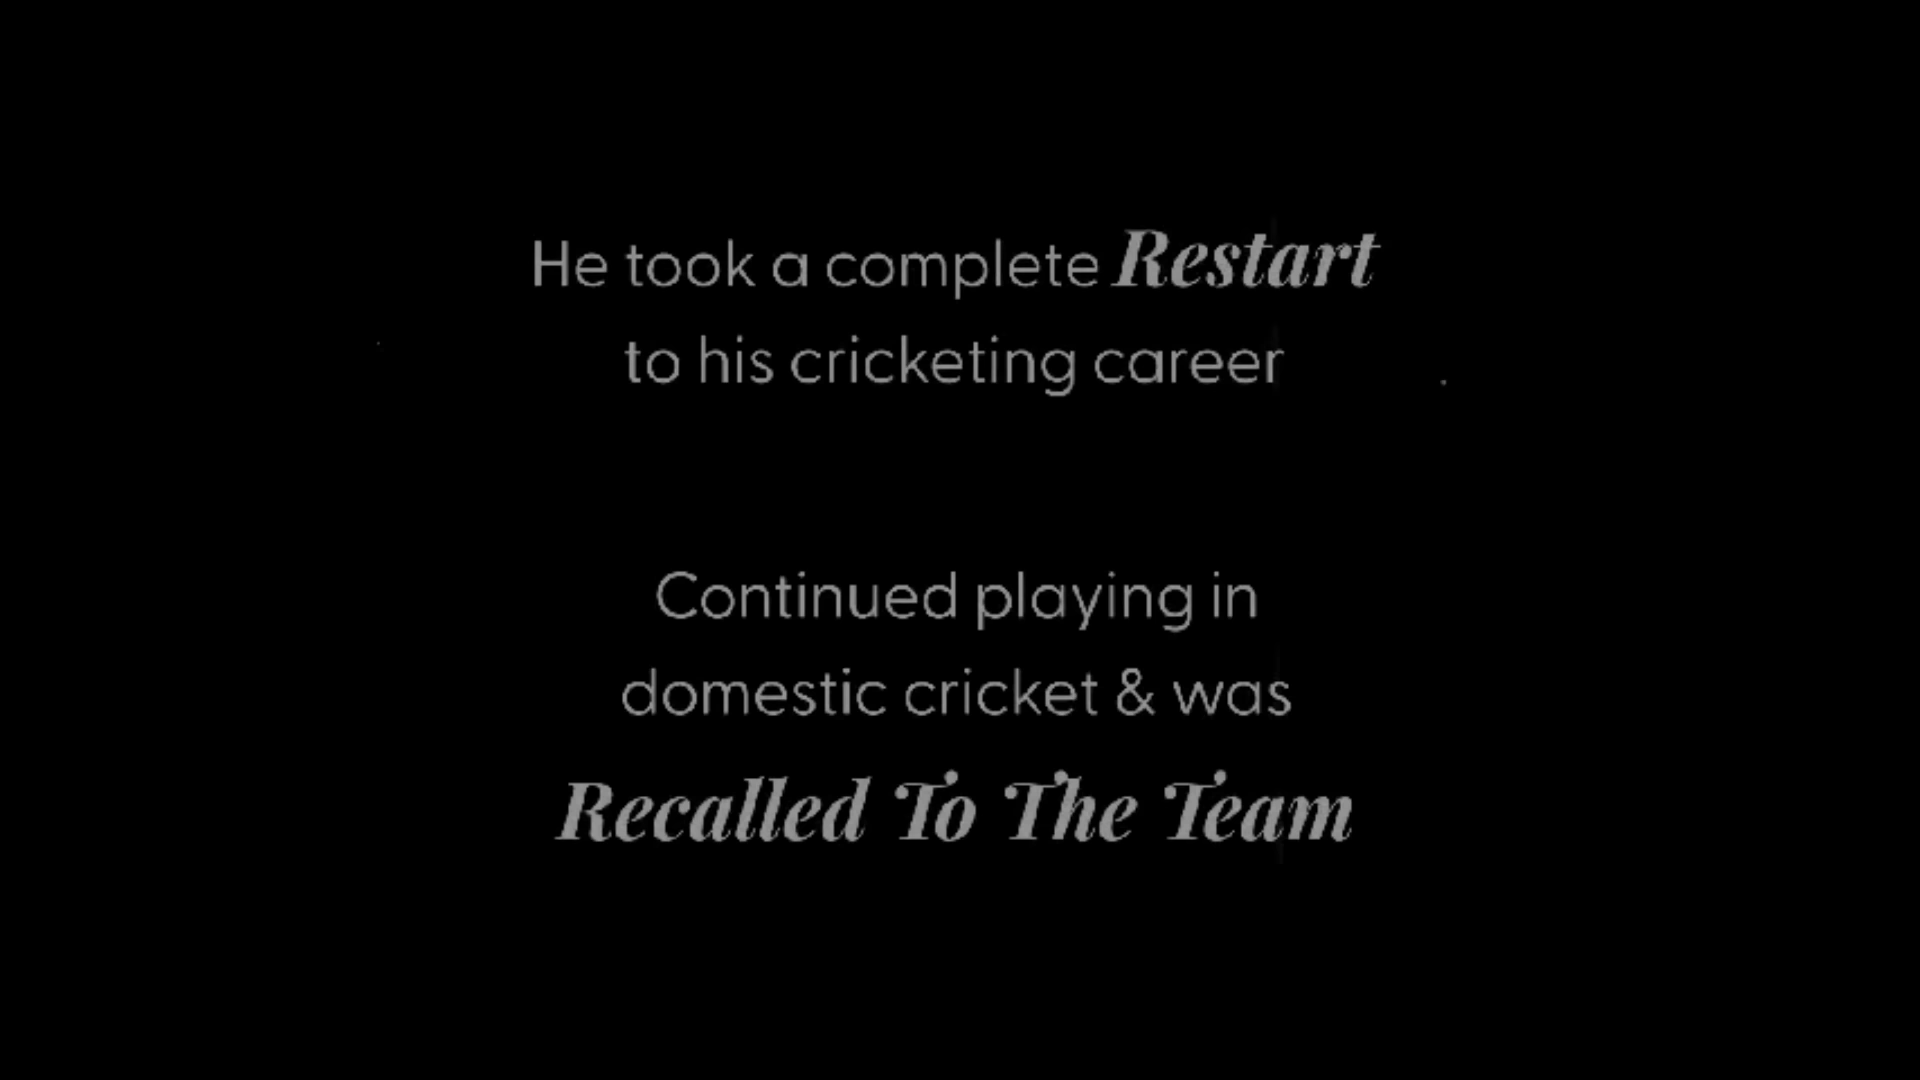 He took a complete Restart
to his cricketing career
Continued playing in
domestic cricket & was
Recalled To The Team